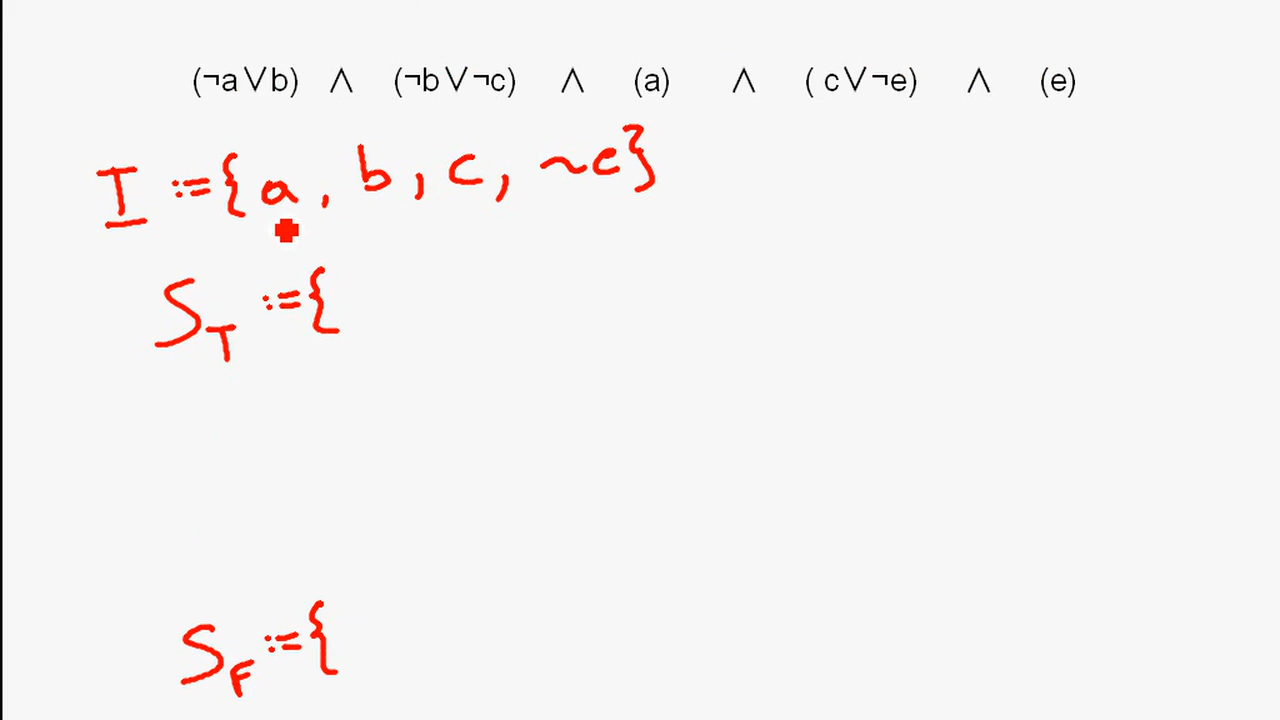 (¬a∨b) ∧ (¬b∨¬c) ∧ (a) ∧ ( c∨¬e) ∧ (e)
I := { a , b , c , ~e }
S_T := {
S_F := {